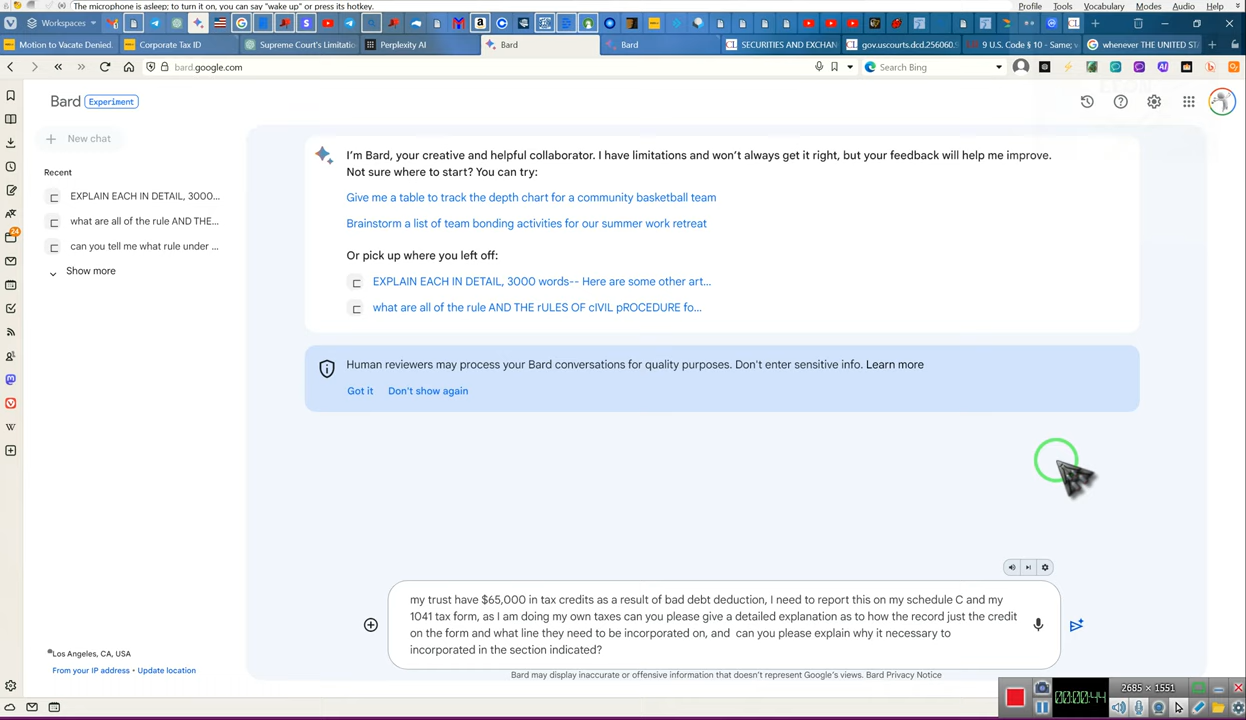 The microphone is asleep; to turn it on, you can say "wake up" or press its hotkey.
Profile Tools Vocabulary Modes Audio Help
Workspaces
Motion to Vacate Denied.
Corporate Tax ID
Supreme Court's Limitatio
Perplexity AI
Bard
Bard
SECURITIES AND EXCHAN
gov.uscourts.dcd.256060.
9 U.S. Code § 10 - Same; v
whenever THE UNITED ST
bard.google.com
Search Bing
Bard Experiment
New chat
Recent
EXPLAIN EACH IN DETAIL, 3000...
what are all of the rule AND THE...
can you tell me what rule under ...
Show more
I'm Bard, your creative and helpful collaborator. I have limitations and won't always get it right, but your feedback will help me improve.
Not sure where to start? You can try:
Give me a table to track the depth chart for a community basketball team
Brainstorm a list of team bonding activities for our summer work retreat
Or pick up where you left off:
EXPLAIN EACH IN DETAIL, 3000 words-- Here are some other art...
what are all of the rule AND THE rULES OF cIVIL pROCEDURE fo...
Human reviewers may process your Bard conversations for quality purposes. Don't enter sensitive info. Learn more
Got it Don't show again
my trust have $65,000 in tax credits as a result of bad debt deduction, I need to report this on my schedule C and my
1041 tax form, as I am doing my own taxes can you please give a detailed explanation as to how the record just the credit
on the form and what line they need to be incorporated on, and can you please explain why it necessary to
incorporated in the section indicated?
Los Angeles, CA, USA
From your IP address • Update location
Bard may display inaccurate or offensive information that doesn't represent Google's views. Bard Privacy Notice
00:00:44
2685 × 1551
24